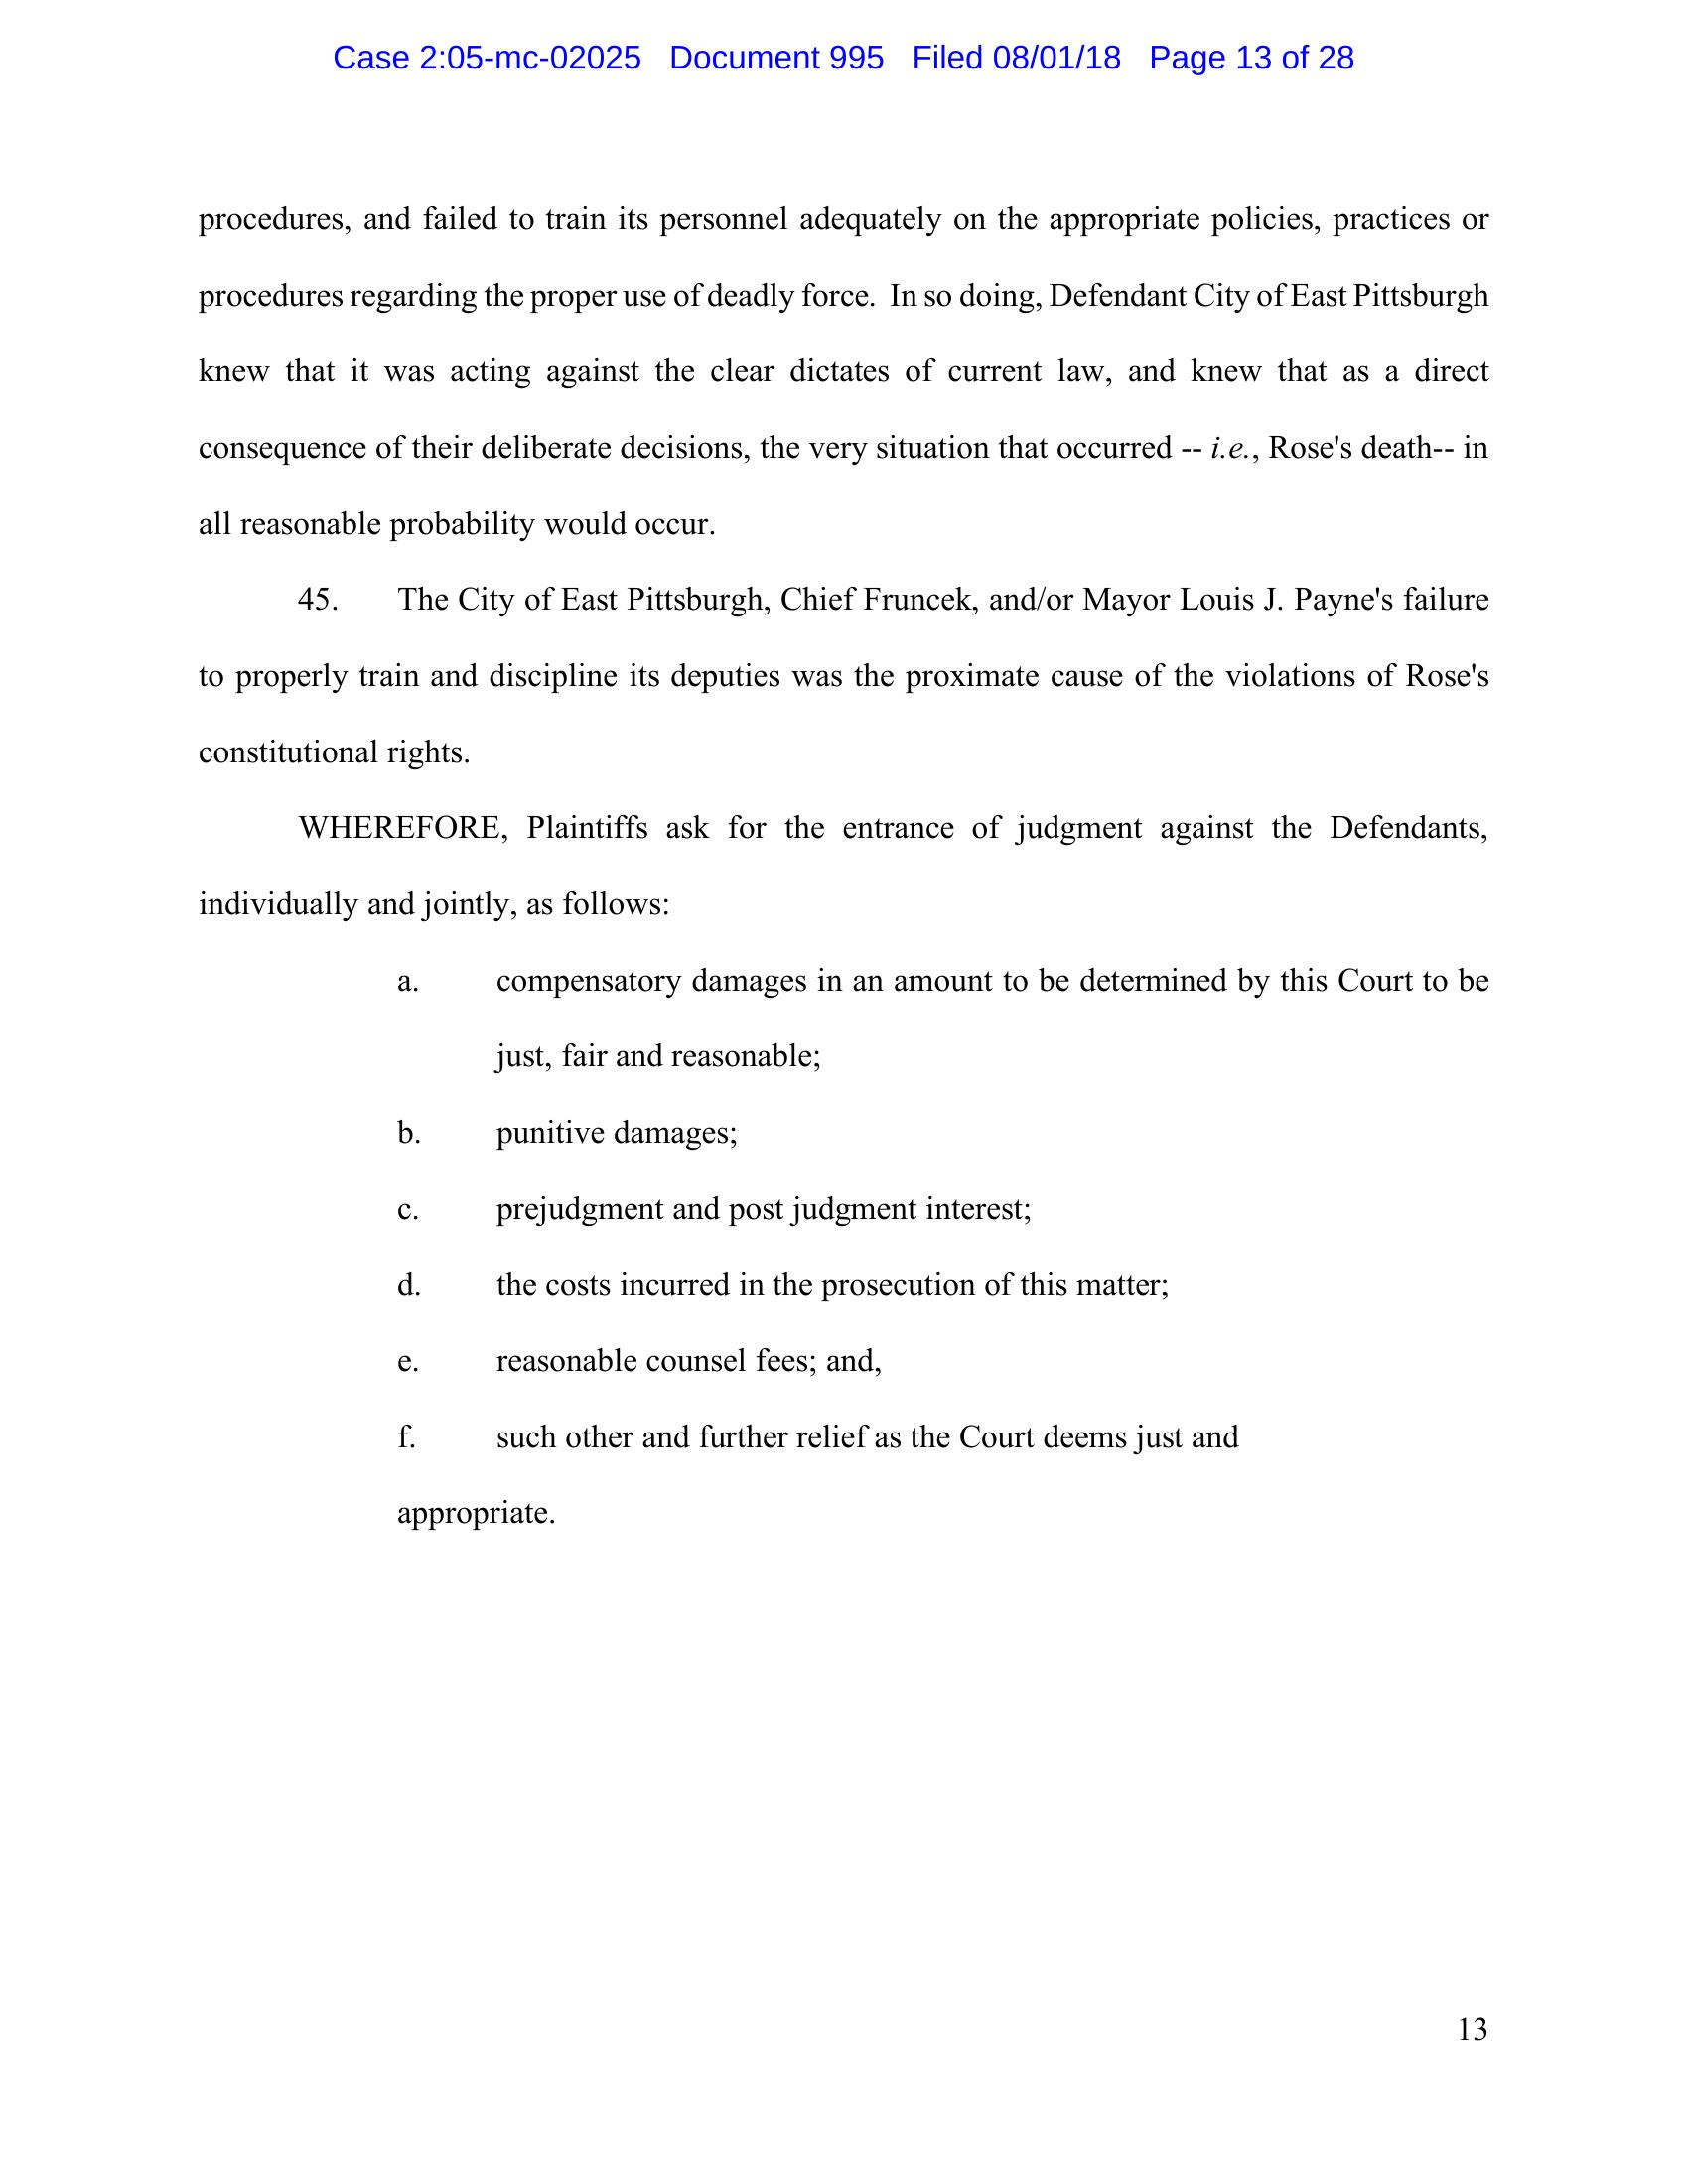 Case 2:05-mc-02025 Document 995 Filed 08/01/18 Page 13 of 28
procedures, and failed to train its personnel adequately on the appropriate policies, practices or
procedures regarding the proper use of deadly force. In so doing, Defendant City of East Pittsburgh
knew that it was acting against the clear dictates of current law, and knew that as a direct
consequence of their deliberate decisions, the very situation that occurred -- i.e., Rose's death-- in
all reasonable probability would occur.
45. The City of East Pittsburgh, Chief Fruncek, and/or Mayor Louis J. Payne's failure
to properly train and discipline its deputies was the proximate cause of the violations of Rose's
constitutional rights.
WHEREFORE, Plaintiffs ask for the entrance of judgment against the Defendants,
individually and jointly, as follows:
a. compensatory damages in an amount to be determined by this Court to be
just, fair and reasonable;
b. punitive damages;
c. prejudgment and post judgment interest;
d. the costs incurred in the prosecution of this matter;
e. reasonable counsel fees; and,
f. such other and further relief as the Court deems just and
appropriate.
13